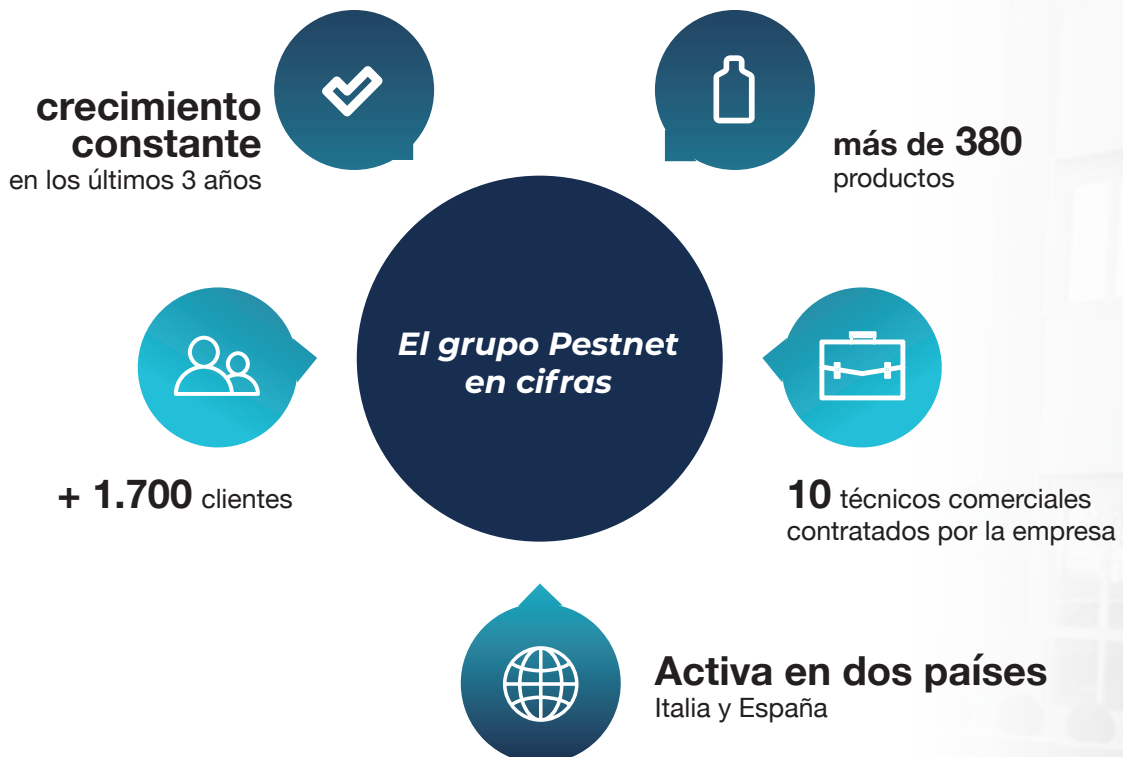 crecimiento
constante
en los últimos 3 años
más de 380
productos
El grupo Pestnet
en cifras
+ 1.700 clientes
10 técnicos comerciales
contratados por la empresa
Activa en dos países
Italia y España